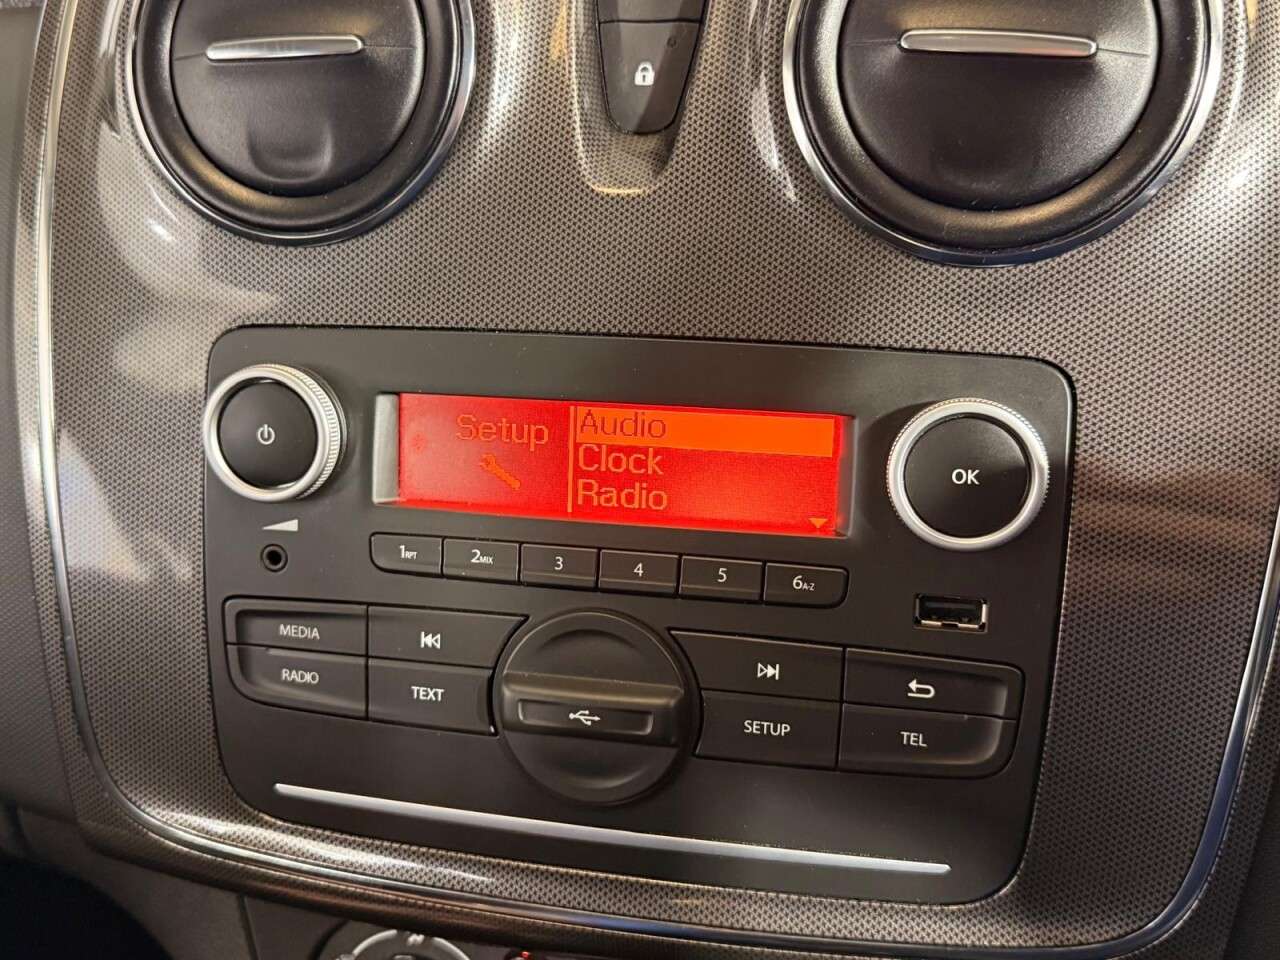 Setup
Audio
Clock
Radio
OK
1RPT
2MIX
3
4
5
6A-Z
MEDIA
RADIO
TEXT
SETUP
TEL